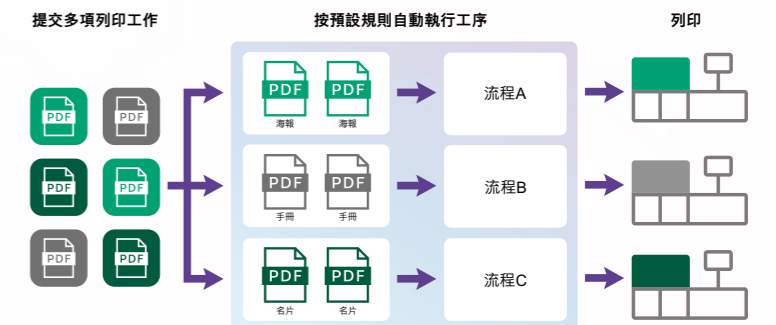 提交多項列印工作
按預設規則自動執行工序
列印
PDF PDF
PDF PDF
PDF PDF
PDF PDF
海報 海報
流程A
PDF PDF
手冊 手冊
流程B
PDF PDF
名片 名片
流程C